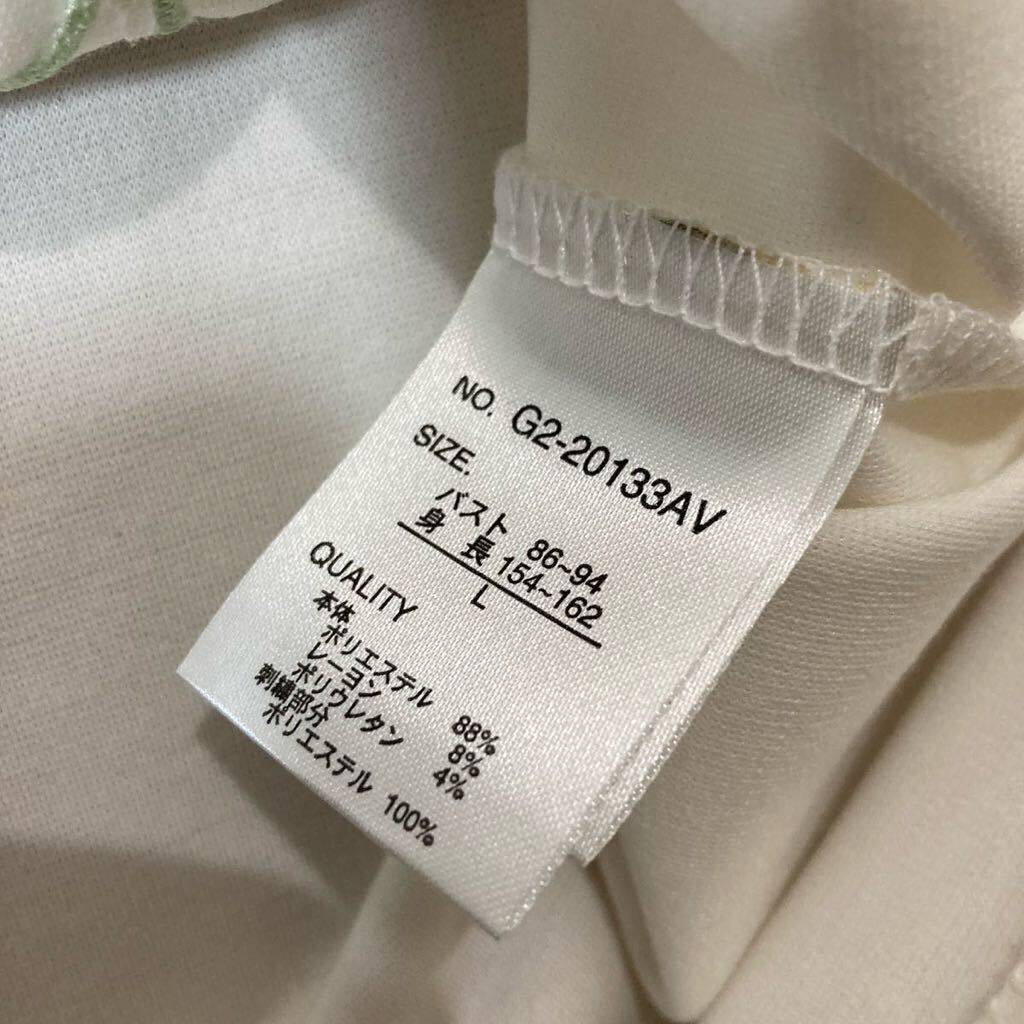 NO. G2-20133AV
SIZE.
バスト 86~94
身 長 154~162
L
QUALITY
本体
ポリエステル 88%
レーヨン 8%
ポリウレタン 4%
刺繍部分
ポリエステル 100%